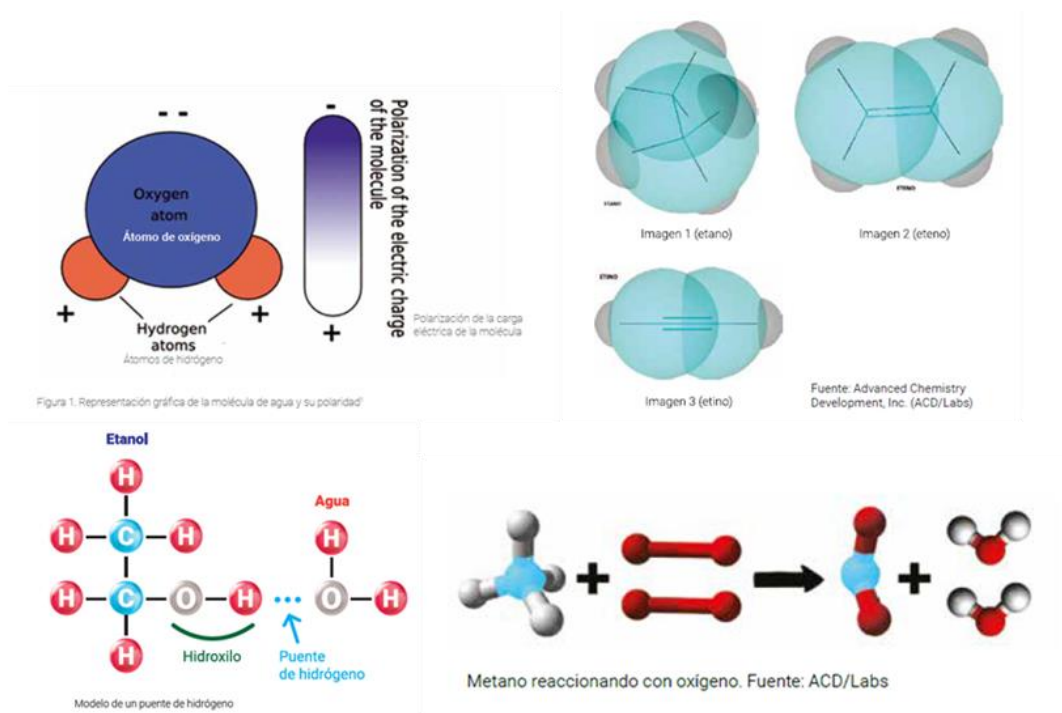 - -
Oxygen
atom
Átomo de oxígeno
+
+
Hydrogen
atoms
Átomos de hidrógeno
-
+
Polarization of the electric charge
of the molecule
Polarización de la carga
eléctrica de la molécula
Figura 1. Representación gráfica de la molécula de agua y su polaridad¹
ETANO
Imagen 1 (etano)
ETENO
Imagen 2 (eteno)
ETINO
Imagen 3 (etino)
Fuente: Advanced Chemistry
Development, Inc. (ACD/Labs)
Etanol
H
H C H
H C O H ... O H
H
Agua
H
Hidroxilo
Puente
de hidrógeno
Modelo de un puente de hidrógeno
+
+
Metano reaccionando con oxígeno. Fuente: ACD/Labs